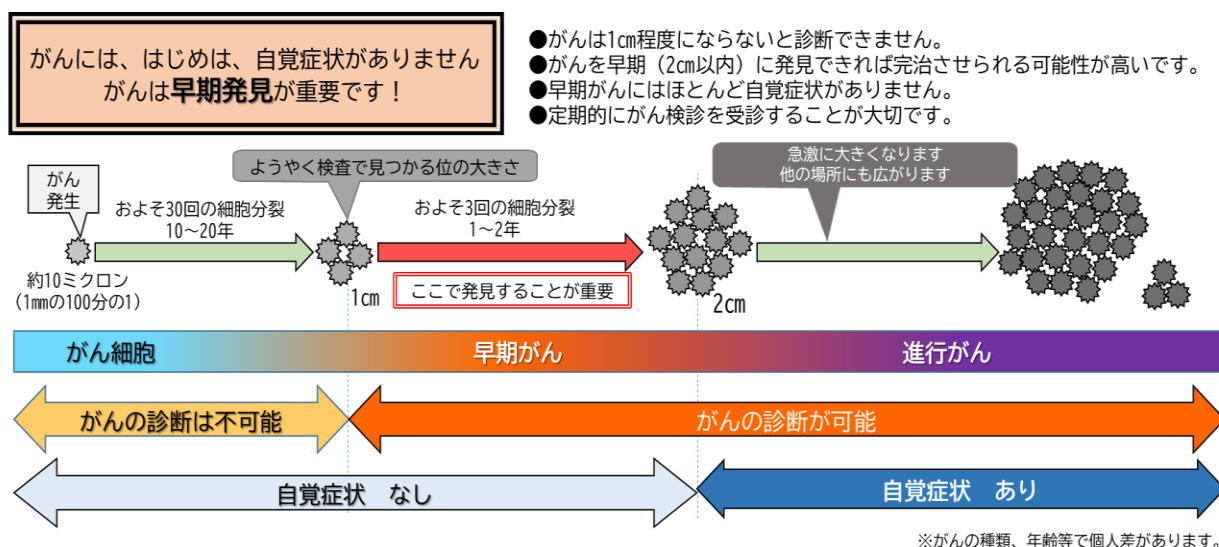 がんには、はじめは、自覚症状がありません
がんは早期発見が重要です！
●がんは1㎝程度にならないと診断できません。
●がんを早期（2㎝以内）に発見できれば完治させられる可能性が高いです。
●早期がんにはほとんど自覚症状がありません。
●定期的にがん検診を受診することが大切です。
がん
発生
ようやく検査で見つかる位の大きさ
急激に大きくなります
他の場所にも広がります
およそ30回の細胞分裂
10～20年
およそ3回の細胞分裂
1～2年
約10ミクロン
（1㎜の100分の1）
1㎝
ここで発見することが重要
2㎝
がん細胞
早期がん
進行がん
がんの診断は不可能
がんの診断が可能
自覚症状　なし
自覚症状　あり
※がんの種類、年齢等で個人差があります。